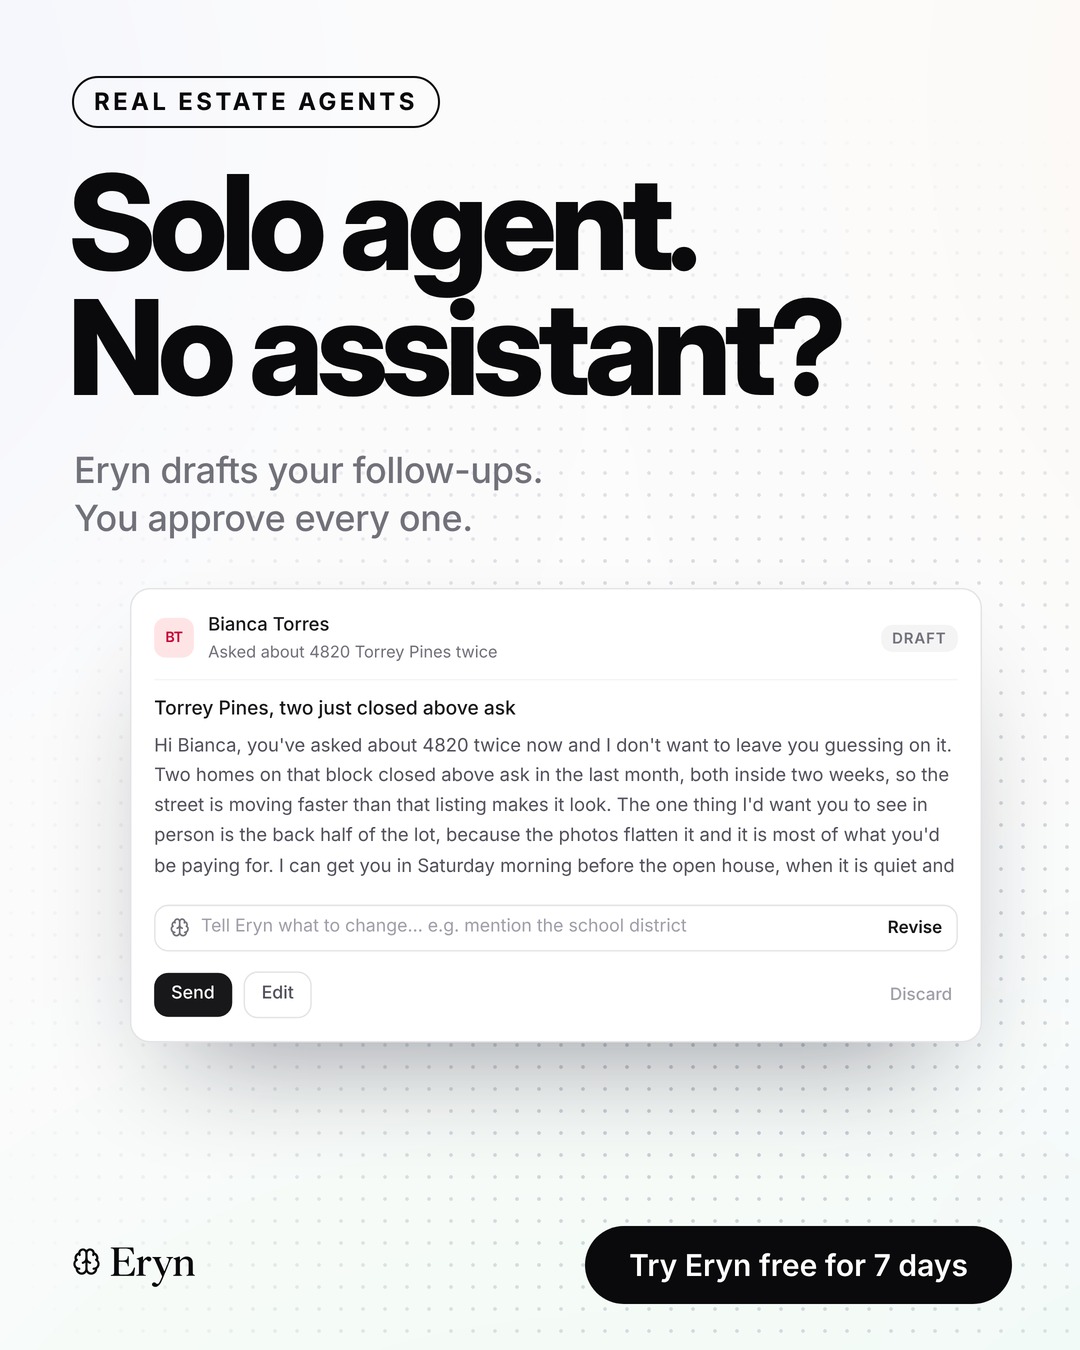 REAL ESTATE AGENTS
Solo agent.
No assistant?
Eryn drafts your follow-ups.
You approve every one.
BT
Bianca Torres
Asked about 4820 Torrey Pines twice
DRAFT
Torrey Pines, two just closed above ask
Hi Bianca, you've asked about 4820 twice now and I don't want to leave you guessing on it.
Two homes on that block closed above ask in the last month, both inside two weeks, so the
street is moving faster than that listing makes it look. The one thing I'd want you to see in
person is the back half of the lot, because the photos flatten it and it is most of what you'd
be paying for. I can get you in Saturday morning before the open house, when it is quiet and
Tell Eryn what to change... e.g. mention the school district
Revise
Send
Edit
Discard
Eryn
Try Eryn free for 7 days